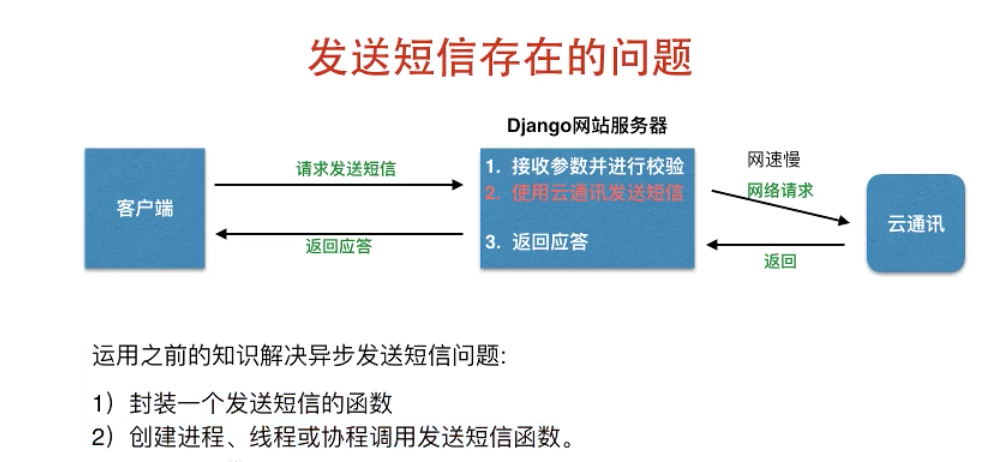 发送短信存在的问题
Django网站服务器
客户端
请求发送短信
返回应答
1. 接收参数并进行校验
2. 使用云通讯发送短信
3. 返回应答
网速慢
网络请求
返回
云通讯
运用之前的知识解决异步发送短信问题:
1）封装一个发送短信的函数
2）创建进程、线程或协程调用发送短信函数。